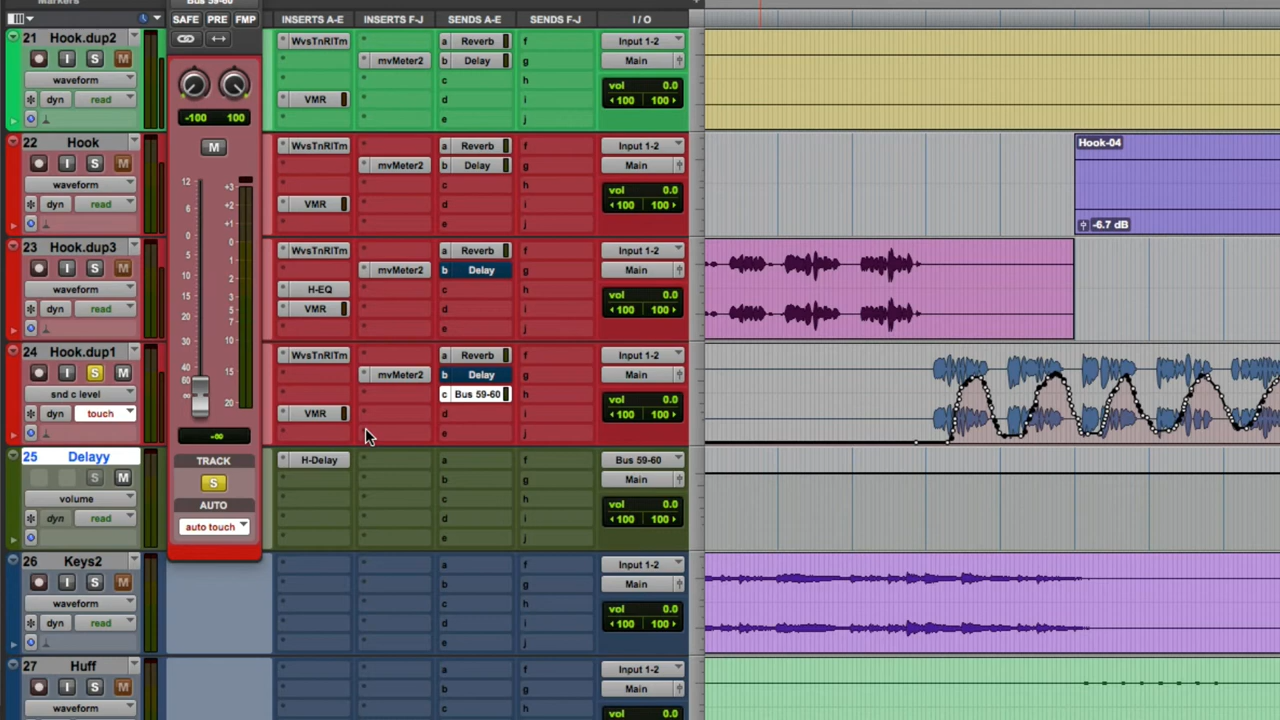 Markers
Bus 59-60
SAFE PRE FMP
INSERTS A-E INSERTS F-J SENDS A-E SENDS F-J I / O
21 Hook.dup2
I S M
waveform
dyn read
WvsTnRlTm
mvMeter2
VMR
a Reverb
b Delay
c
d
e
f
g
h
i
j
Input 1-2
Main
vol 0.0
100 100
-100 100
M
12
6
5
0
5
10
15
20
30
40
60
∞
+3
+2
+1
0
1
2
3
5
7
10
15
20
-∞
TRACK
S
AUTO
auto touch
22 Hook
I S M
waveform
dyn read
WvsTnRlTm
mvMeter2
VMR
a Reverb
b Delay
c
d
e
f
g
h
i
j
Input 1-2
Main
vol 0.0
100 100
Hook-04
-6.7 dB
23 Hook.dup3
I S M
waveform
dyn read
WvsTnRlTm
mvMeter2
H-EQ
VMR
a Reverb
b Delay
c
d
e
f
g
h
i
j
Input 1-2
Main
vol 0.0
100 100
24 Hook.dup1
I S M
snd c level
dyn touch
WvsTnRlTm
mvMeter2
VMR
a Reverb
b Delay
c Bus 59-60
d
e
f
g
h
i
j
Input 1-2
Main
vol 0.0
100 100
25 Delayy
S M
volume
dyn read
H-Delay
a
b
c
d
e
f
g
h
i
j
Bus 59-60
Main
vol 0.0
100 100
26 Keys2
I S M
waveform
dyn read
a
b
c
d
e
f
g
h
i
j
Input 1-2
Main
vol 0.0
100 100
27 Huff
I S M
waveform
a
b
c
f
g
h
Input 1-2
Main
vol 0.0